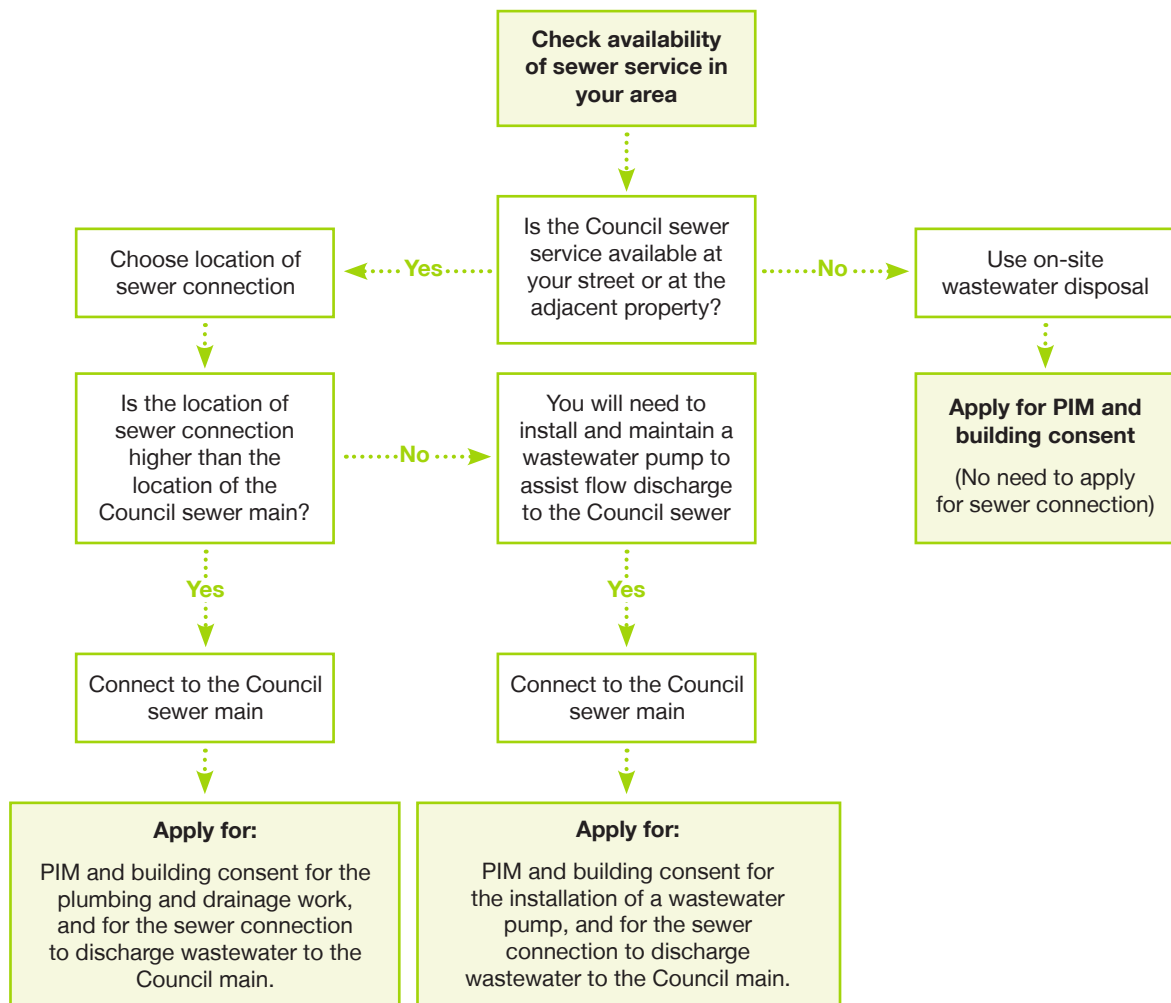 Check availability
of sewer service in
your area
Is the Council sewer
service available at
your street or at the
adjacent property?
Yes
No
Choose location of
sewer connection
Use on-site
wastewater disposal
Is the location of
sewer connection
higher than the
location of the
Council sewer main?
No
You will need to
install and maintain a
wastewater pump to
assist flow discharge
to the Council sewer
Apply for PIM and
building consent
(No need to apply
for sewer connection)
Yes
Yes
Connect to the Council
sewer main
Connect to the Council
sewer main
Apply for:
PIM and building consent for the
plumbing and drainage work,
and for the sewer connection
to discharge wastewater to the
Council main.
Apply for:
PIM and building consent for
the installation of a wastewater
pump, and for the sewer
connection to discharge
wastewater to the Council main.